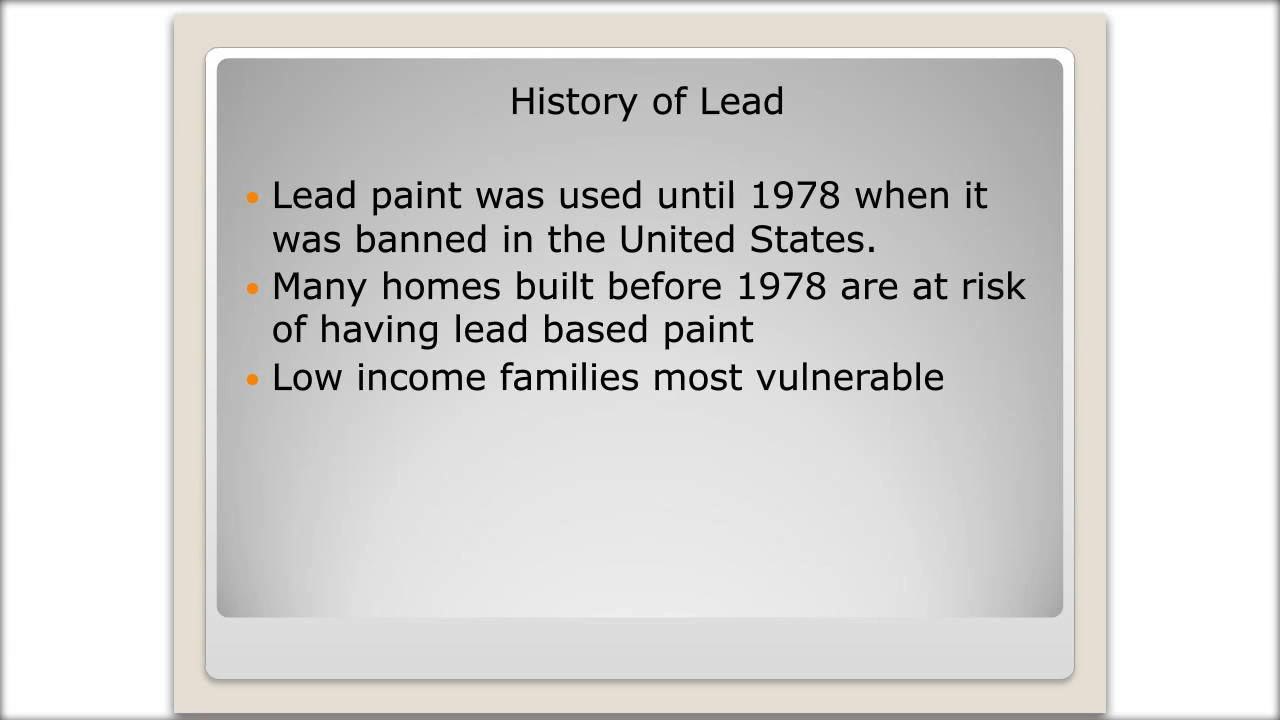 History of Lead
• Lead paint was used until 1978 when it
was banned in the United States.
• Many homes built before 1978 are at risk
of having lead based paint
• Low income families most vulnerable